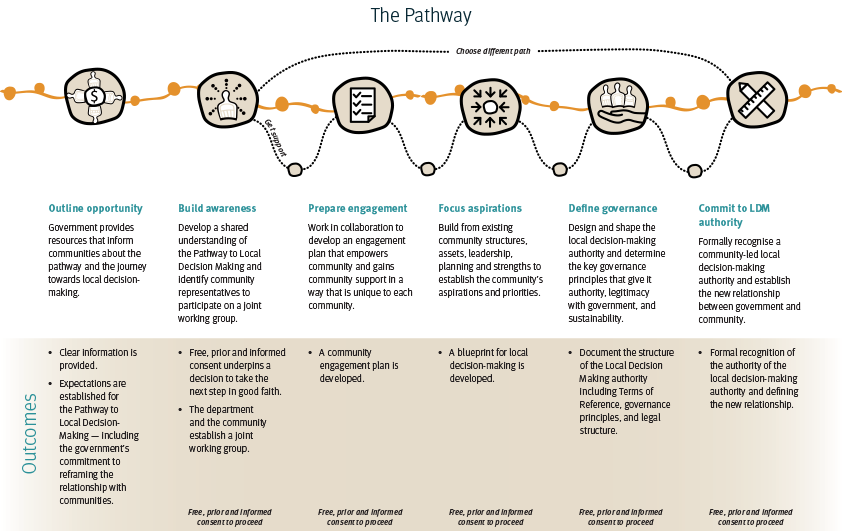 The Pathway
Choose different path
Get support
$
Outline opportunity
Government provides
resources that inform
communities about the
pathway and the journey
towards local decision-
making.
Build awareness
Develop a shared
understanding of
the Pathway to Local
Decision Making and
identify community
representatives to
participate on a joint
working group.
Prepare engagement
Work in collaboration to
develop an engagement
plan that empowers
community and gains
community support in a
way that is unique to each
community.
Focus aspirations
Build from existing
community structures,
assets, leadership,
planning and strengths to
establish the community's
aspirations and priorities.
Define governance
Design and shape the
local decision-making
authority and determine
the key governance
principles that give it
authority, legitimacy
with government, and
sustainability.
Commit to LDM
authority
Formally recognise a
community-led local
decision-making
authority and establish
the new relationship
between government and
community.
Outcomes
• Clear information is
provided.
• Expectations are
established for
the Pathway to
Local Decision-
Making — including
the government's
commitment to
reframing the
relationship with
communities.
• Free, prior and informed
consent underpins a
decision to take the
next step in good faith.
• The department
and the community
establish a joint
working group.
Free, prior and informed
consent to proceed
• A community
engagement plan is
developed.
Free, prior and informed
consent to proceed
• A blueprint for local
decision-making is
developed.
Free, prior and informed
consent to proceed
• Document the structure
of the Local Decision
Making authority
including Terms of
Reference, governance
principles, and legal
structure.
Free, prior and informed
consent to proceed
• Formal recognition of
the authority of the
local decision-making
authority and defining
the new relationship.
Free, prior and informed
consent to proceed